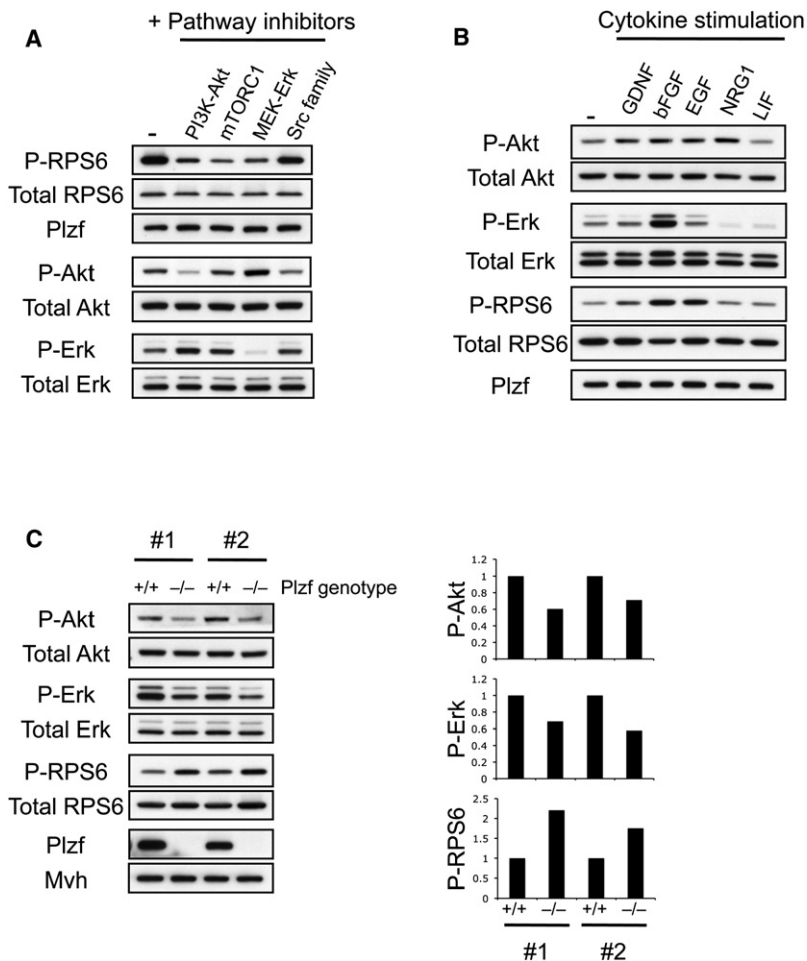 A
+ Pathway inhibitors
-
PI3K-Akt
mTORC1
MEK-Erk
Src family
P-RPS6
Total RPS6
Plzf
P-Akt
Total Akt
P-Erk
Total Erk
B
Cytokine stimulation
-
GDNF
bFGF
EGF
NRG1
LIF
P-Akt
Total Akt
P-Erk
Total Erk
P-RPS6
Total RPS6
Plzf
C
#1 #2
+/+ –/– +/+ –/– Plzf genotype
P-Akt
Total Akt
P-Erk
Total Erk
P-RPS6
Total RPS6
Plzf
Mvh
P-Akt
1.2
1
0.8
0.6
0.4
0.2
0
P-Erk
1.2
1
0.8
0.6
0.4
0.2
0
P-RPS6
2.5
2
1.5
1
0.5
0
+/+ –/– +/+ –/–
#1 #2